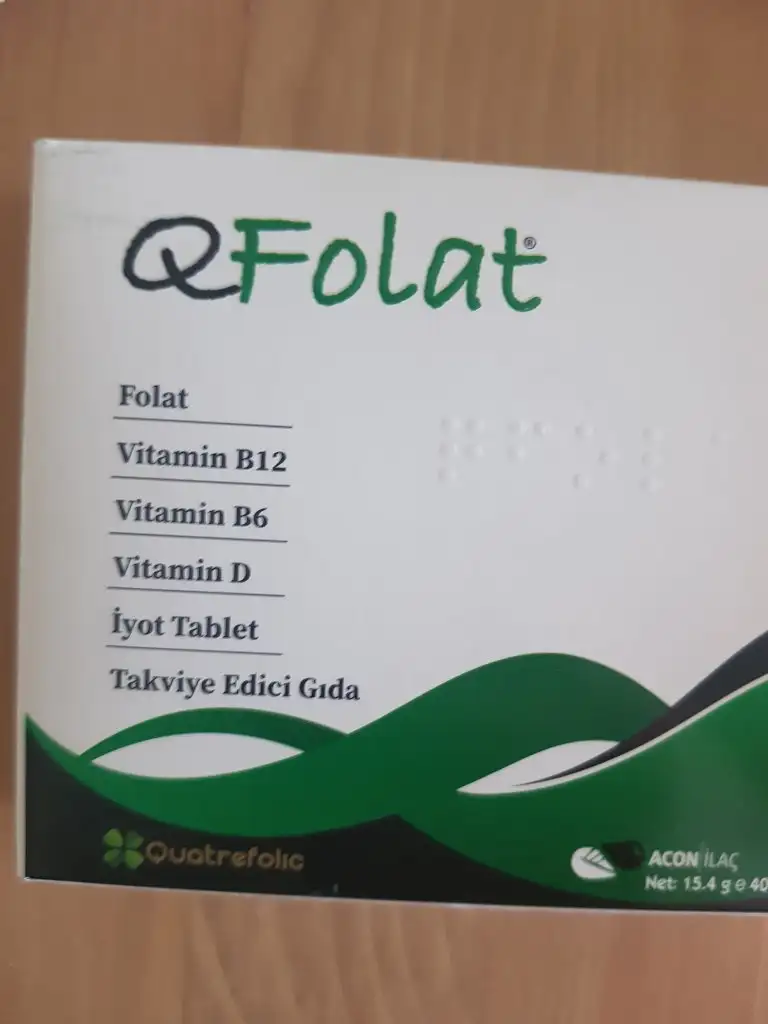 QFolat®
Folat
Vitamin B12
Vitamin B6
Vitamin D
İyot Tablet
Takviye Edici Gıda
Quatrefolic
ACON İLAÇ
Net: 15.4 g e 40